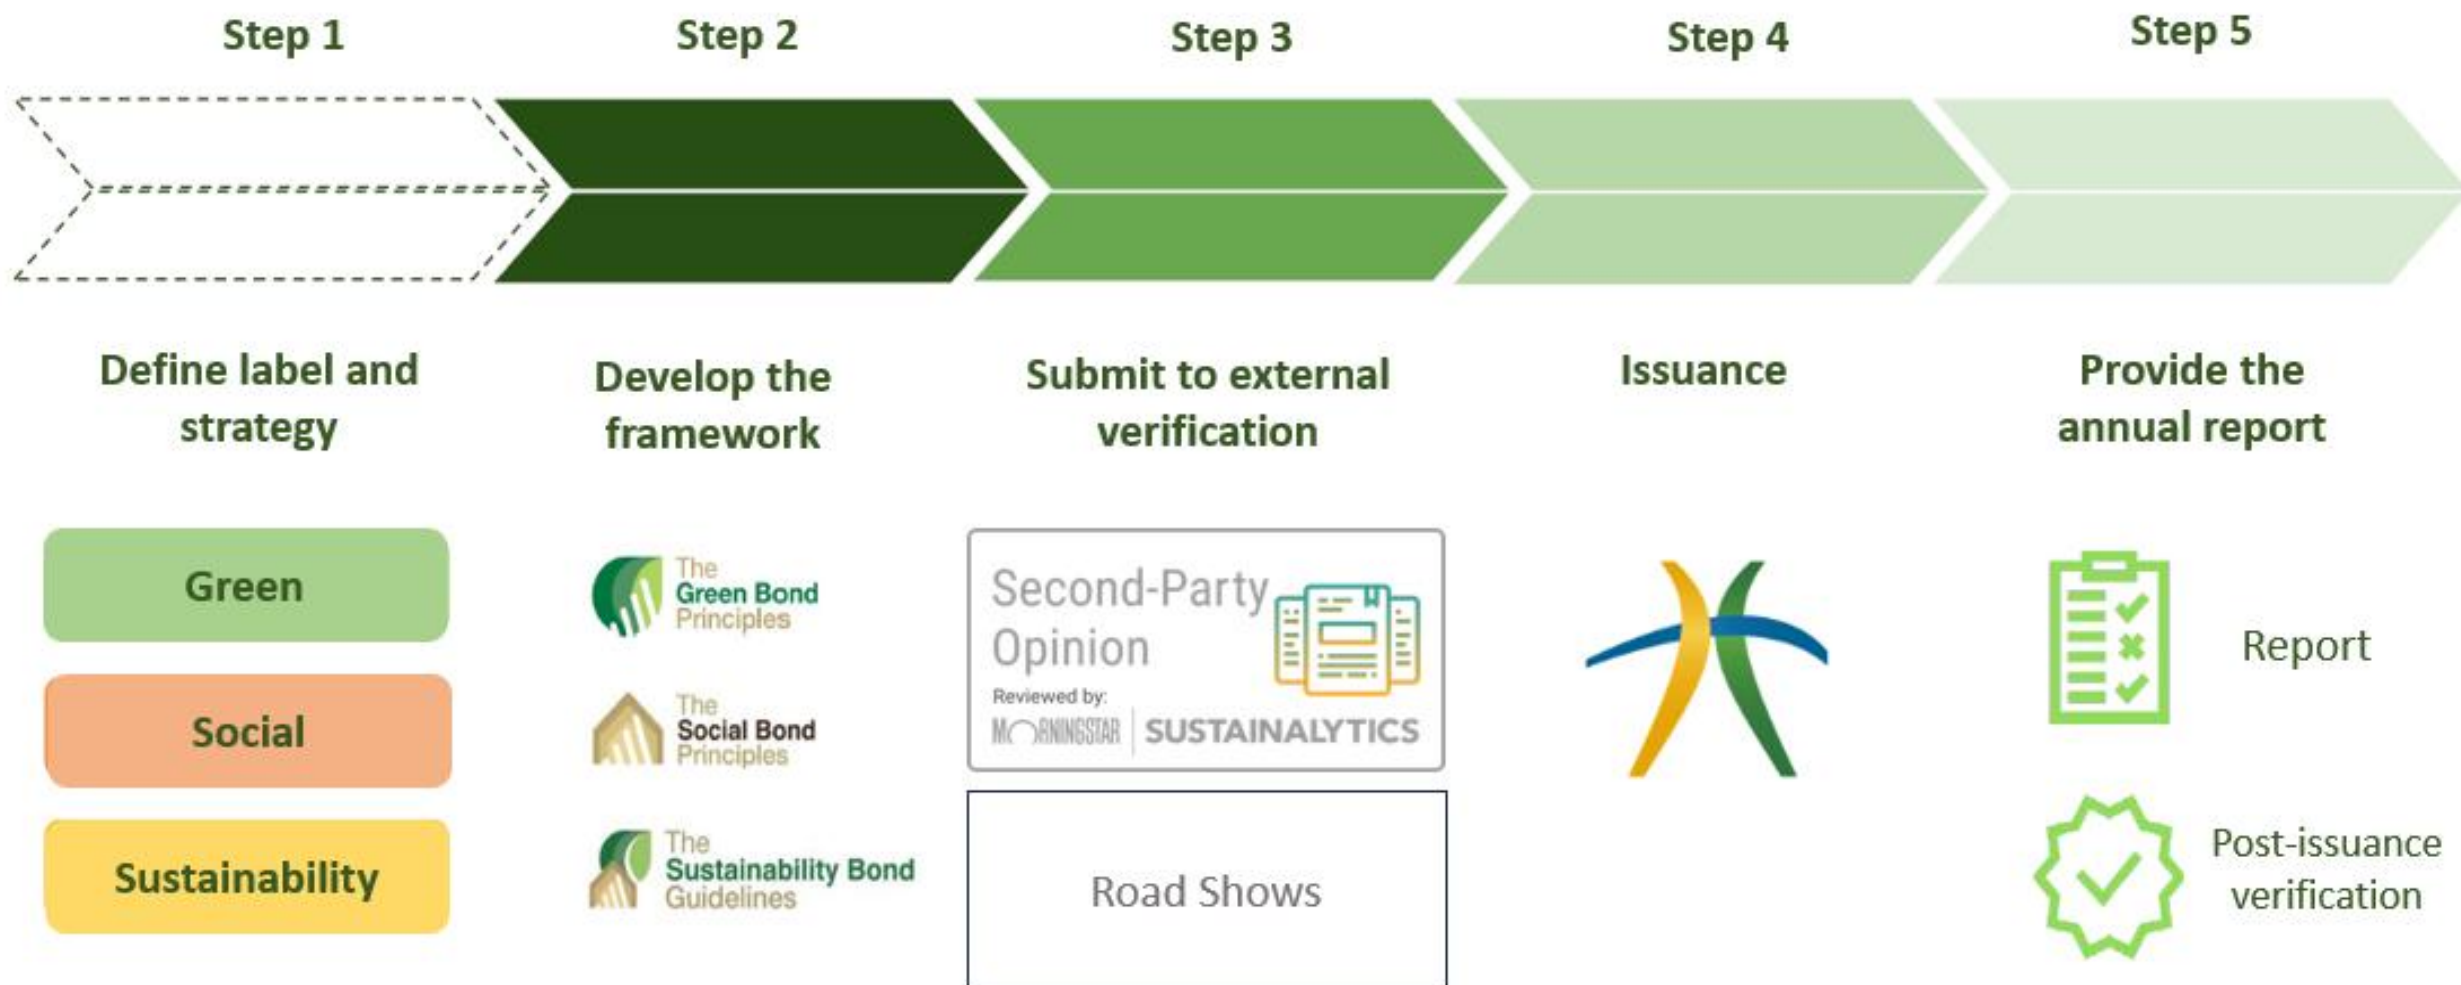 Step 1
Step 2
Step 3
Step 4
Step 5
Define label and
strategy
Develop the
framework
Submit to external
verification
Issuance
Provide the
annual report
Green
Social
Sustainability
The
Green Bond
Principles
The
Social Bond
Principles
The
Sustainability Bond
Guidelines
Second-Party
Opinion
Reviewed by:
MORNINGSTAR | SUSTAINALYTICS
Road Shows
Report
Post-issuance
verification